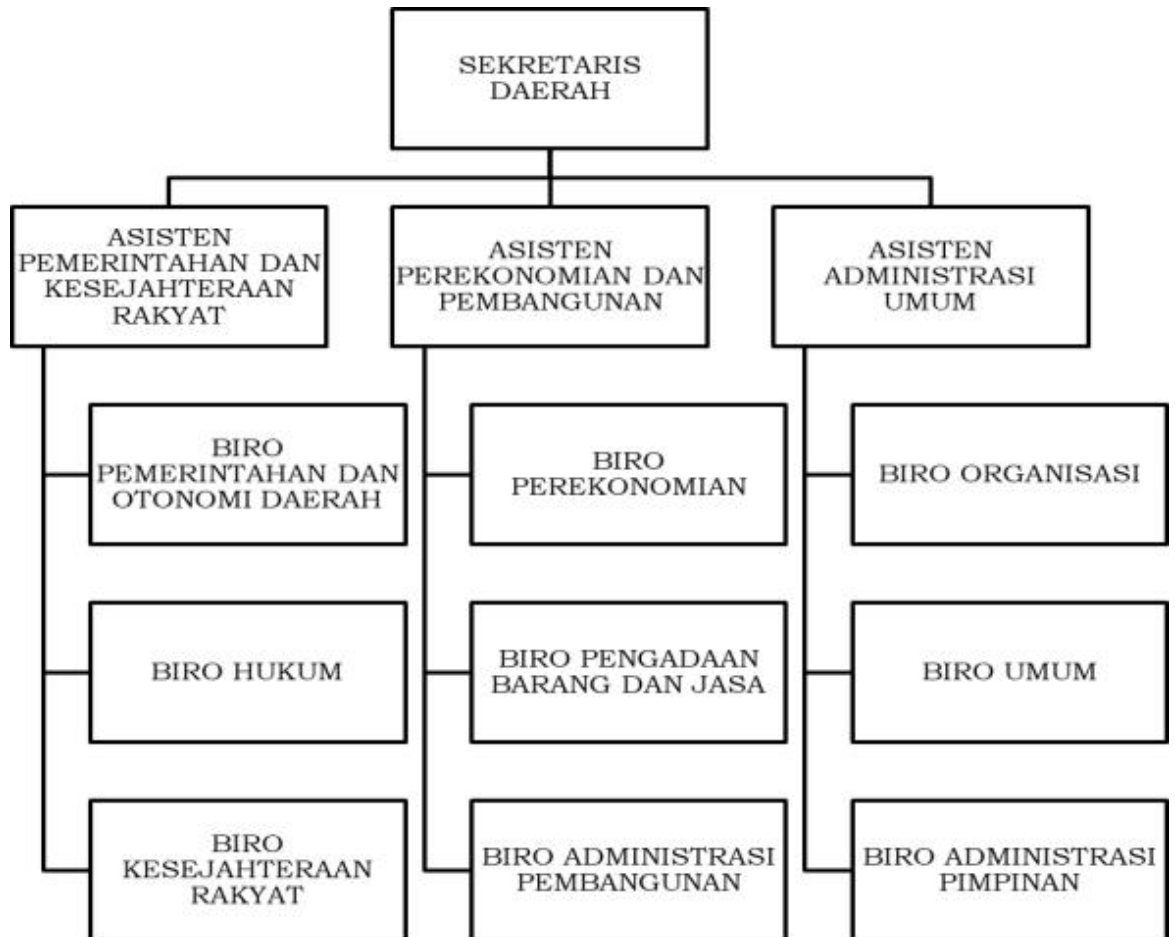 SEKRETARIS
DAERAH
ASISTEN
PEMERINTAHAN DAN
KESEJAHTERAAN
RAKYAT
ASISTEN
PEREKONOMIAN DAN
PEMBANGUNAN
ASISTEN
ADMINISTRASI
UMUM
BIRO
PEMERINTAHAN DAN
OTONOMI DAERAH
BIRO
PEREKONOMIAN
BIRO ORGANISASI
BIRO HUKUM
BIRO PENGADAAN
BARANG DAN JASA
BIRO UMUM
BIRO
KESEJAHTERAAN
RAKYAT
BIRO ADMINISTRASI
PEMBANGUNAN
BIRO ADMINISTRASI
PIMPINAN